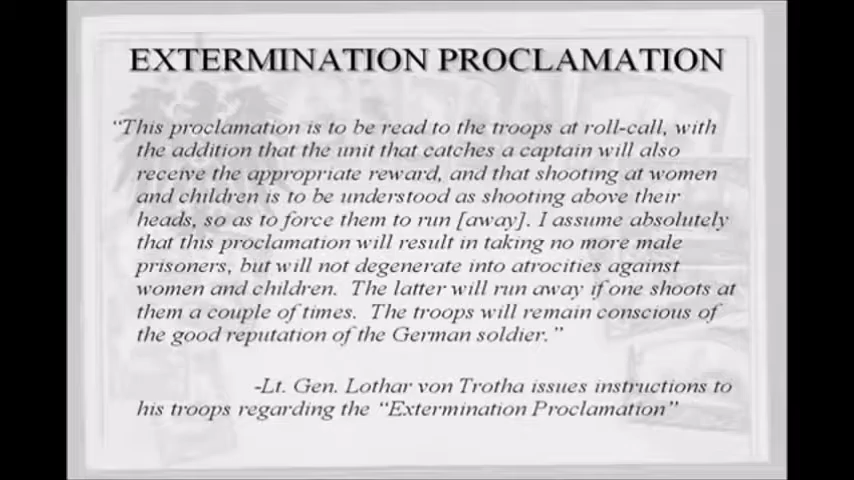 EXTERMINATION PROCLAMATION
“This proclamation is to be read to the troops at roll-call, with
the addition that the unit that catches a captain will also
receive the appropriate reward, and that shooting at women
and children is to be understood as shooting above their
heads, so as to force them to run [away]. I assume absolutely
that this proclamation will result in taking no more male
prisoners, but will not degenerate into atrocities against
women and children. The latter will run away if one shoots at
them a couple of times. The troops will remain conscious of
the good reputation of the German soldier.”
-Lt. Gen. Lothar von Trotha issues instructions to
his troops regarding the “Extermination Proclamation”